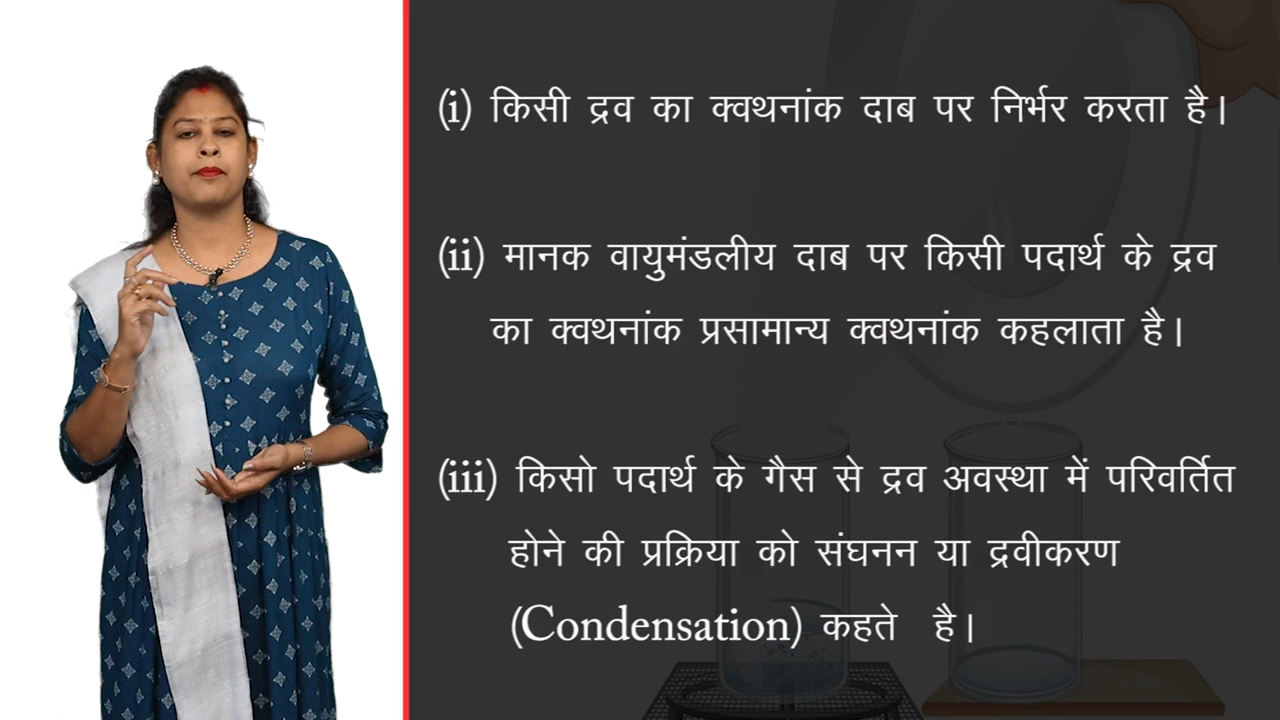 (i) किसी द्रव का क्वथनांक दाब पर निर्भर करता है।
(ii) मानक वायुमंडलीय दाब पर किसी पदार्थ के द्रव
का क्वथनांक प्रसामान्य क्वथनांक कहलाता है।
(iii) किसो पदार्थ के गैस से द्रव अवस्था में परिवर्तित
होने की प्रक्रिया को संघनन या द्रवीकरण
(Condensation) कहते है।